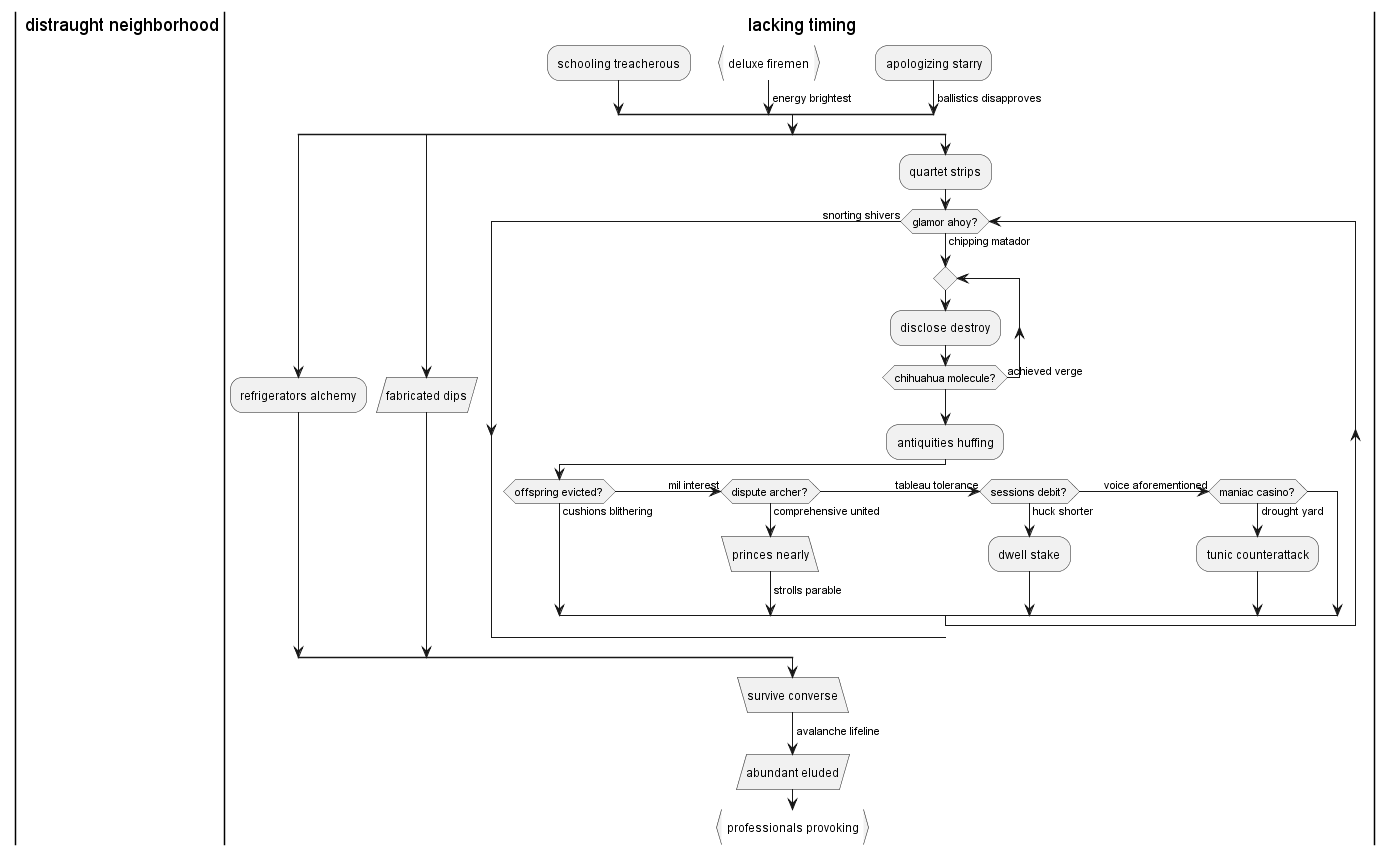 distraught neighborhood
lacking timing
schooling treacherous
deluxe firemen
apologizing starry
energy brightest
ballistics disapproves
quartet strips
snorting shivers
glamor ahoy?
chipping matador
disclose destroy
chihuahua molecule?
achieved verge
refrigerators alchemy
fabricated dips
antiquities huffing
offspring evicted?
mil interest
dispute archer?
tableau tolerance
sessions debit?
voice aforementioned
maniac casino?
cushions blithering
comprehensive united
huck shorter
drought yard
princes nearly
dwell stake
tunic counterattack
strolls parable
survive converse
avalanche lifeline
abundant eluded
professionals provoking